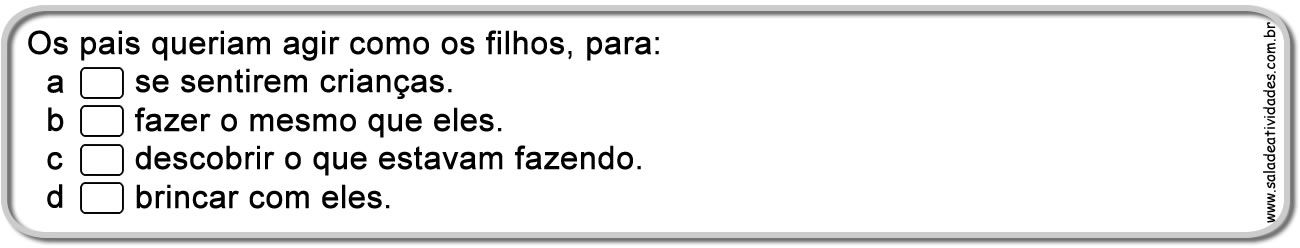 Os pais queriam agir como os filhos, para:
a se sentirem crianças.
b fazer o mesmo que eles.
c descobrir o que estavam fazendo.
d brincar com eles.
www.saladeatividades.com.br